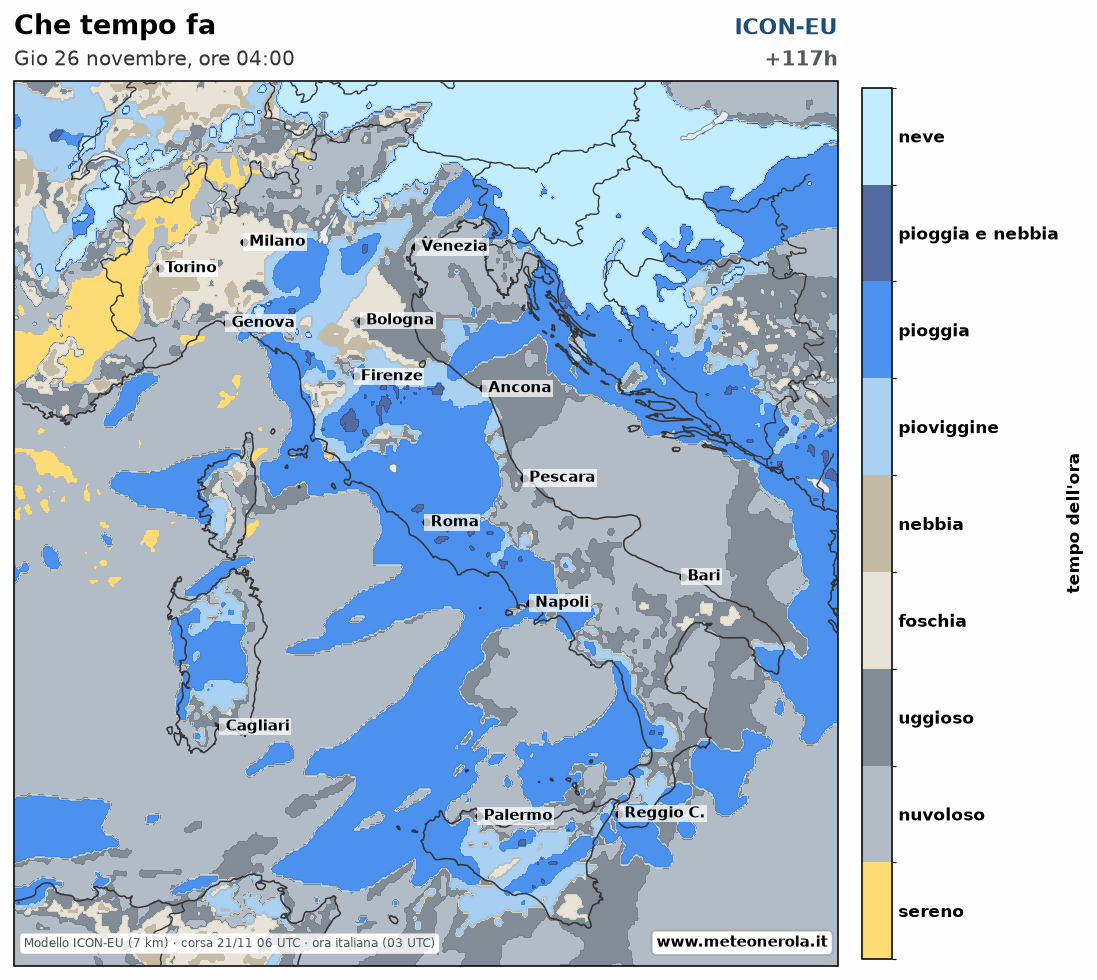 Che tempo fa
ICON-EU
Gio 26 novembre, ore 04:00
+117h
neve
pioggia e nebbia
pioggia
pioviggine
nebbia
foschia
uggioso
nuvoloso
sereno
tempo dell'ora
Milano
Venezia
Torino
Genova
Bologna
Firenze
Ancona
Pescara
Roma
Bari
Napoli
Cagliari
Palermo
Reggio C.
Modello ICON-EU (7 km) · corsa 21/11 06 UTC · ora italiana (03 UTC)
www.meteonerola.it